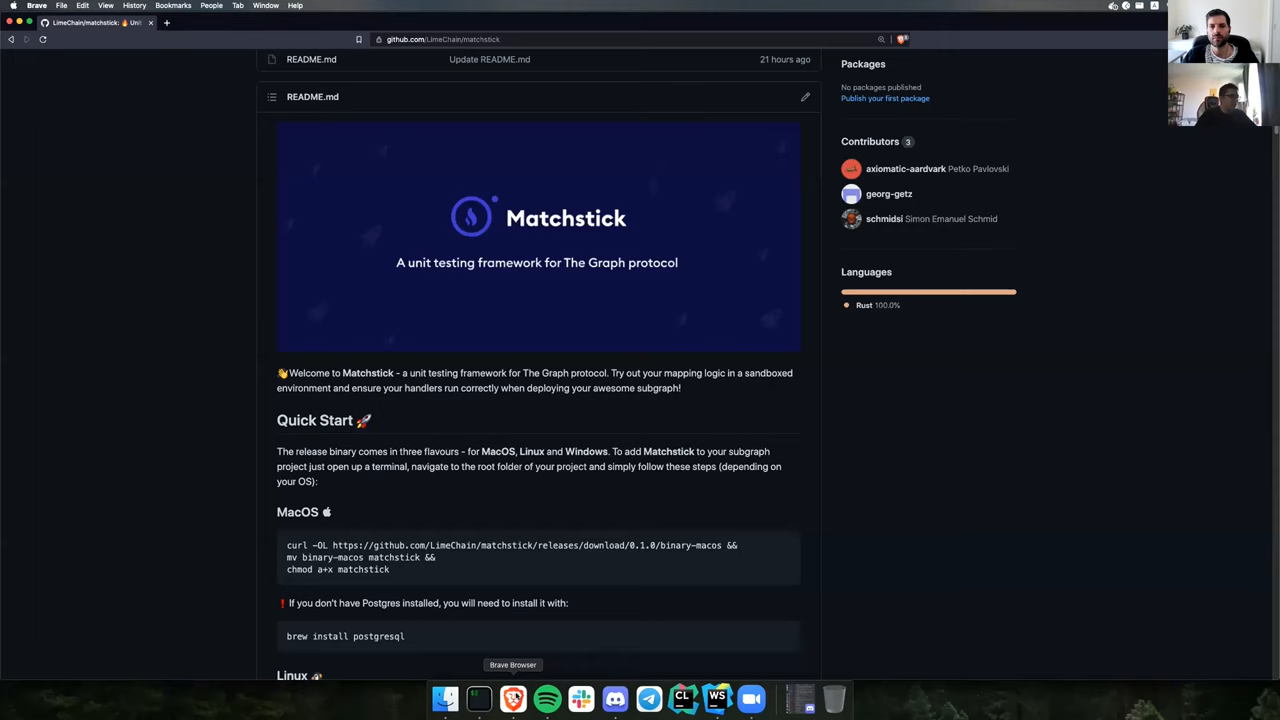 Brave File Edit View History Bookmarks People Tab Window Help
LimeChain/matchstick: 🔥 Uni
github.com/LimeChain/matchstick
README.md Update README.md 21 hours ago
README.md
Matchstick
A unit testing framework for The Graph protocol
👋Welcome to Matchstick - a unit testing framework for The Graph protocol. Try out your mapping logic in a sandboxed
environment and ensure your handlers run correctly when deploying your awesome subgraph!
Quick Start 🚀
The release binary comes in three flavours - for MacOS, Linux and Windows. To add Matchstick to your subgraph
project just open up a terminal, navigate to the root folder of your project and simply follow these steps (depending on
your OS):
MacOS
curl -OL https://github.com/LimeChain/matchstick/releases/download/0.1.0/binary-macos &&
mv binary-macos matchstick &&
chmod a+x matchstick
❗ If you don't have Postgres installed, you will need to install it with:
brew install postgresql
Linux 🐧
Packages
No packages published
Publish your first package
Contributors 3
axiomatic-aardvark Petko Pavlovski
georg-getz
schmidsi Simon Emanuel Schmid
Languages
Rust 100.0%
Brave Browser
CL
WS